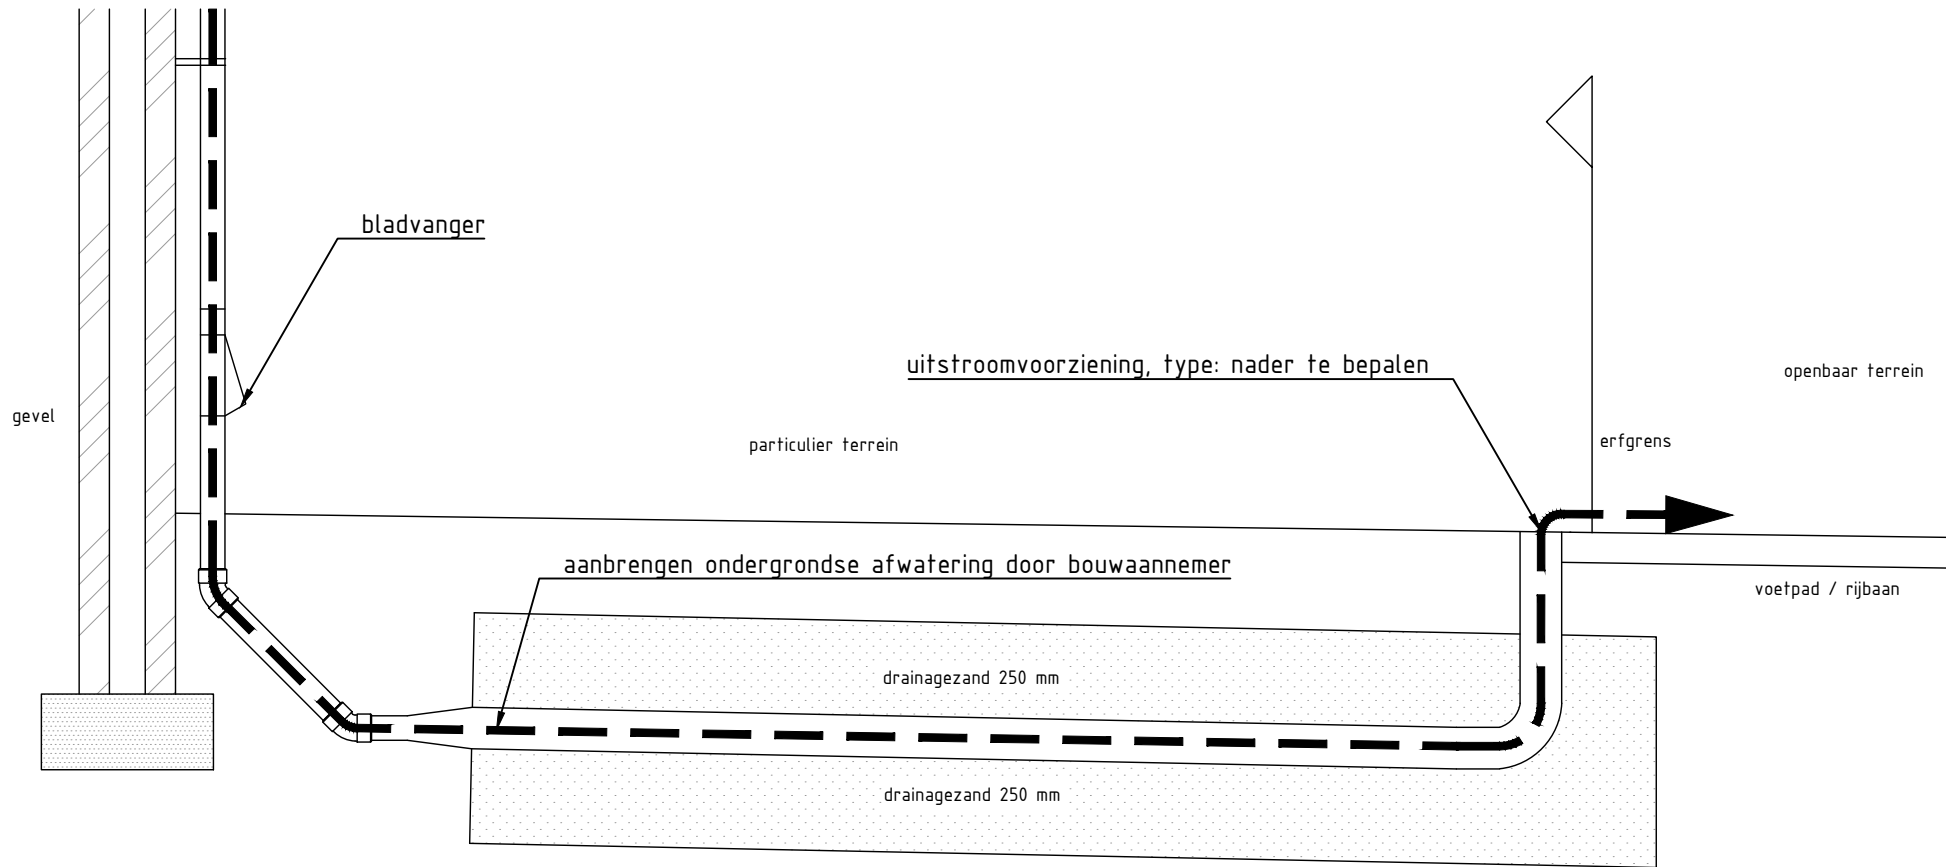 bladvanger
uitstroomvoorziening, type: nader te bepalen
openbaar terrein
gevel
particulier terrein
erfgrens
aanbrengen ondergrondse afwatering door bouwaannemer
voetpad / rijbaan
drainagezand 250 mm
drainagezand 250 mm